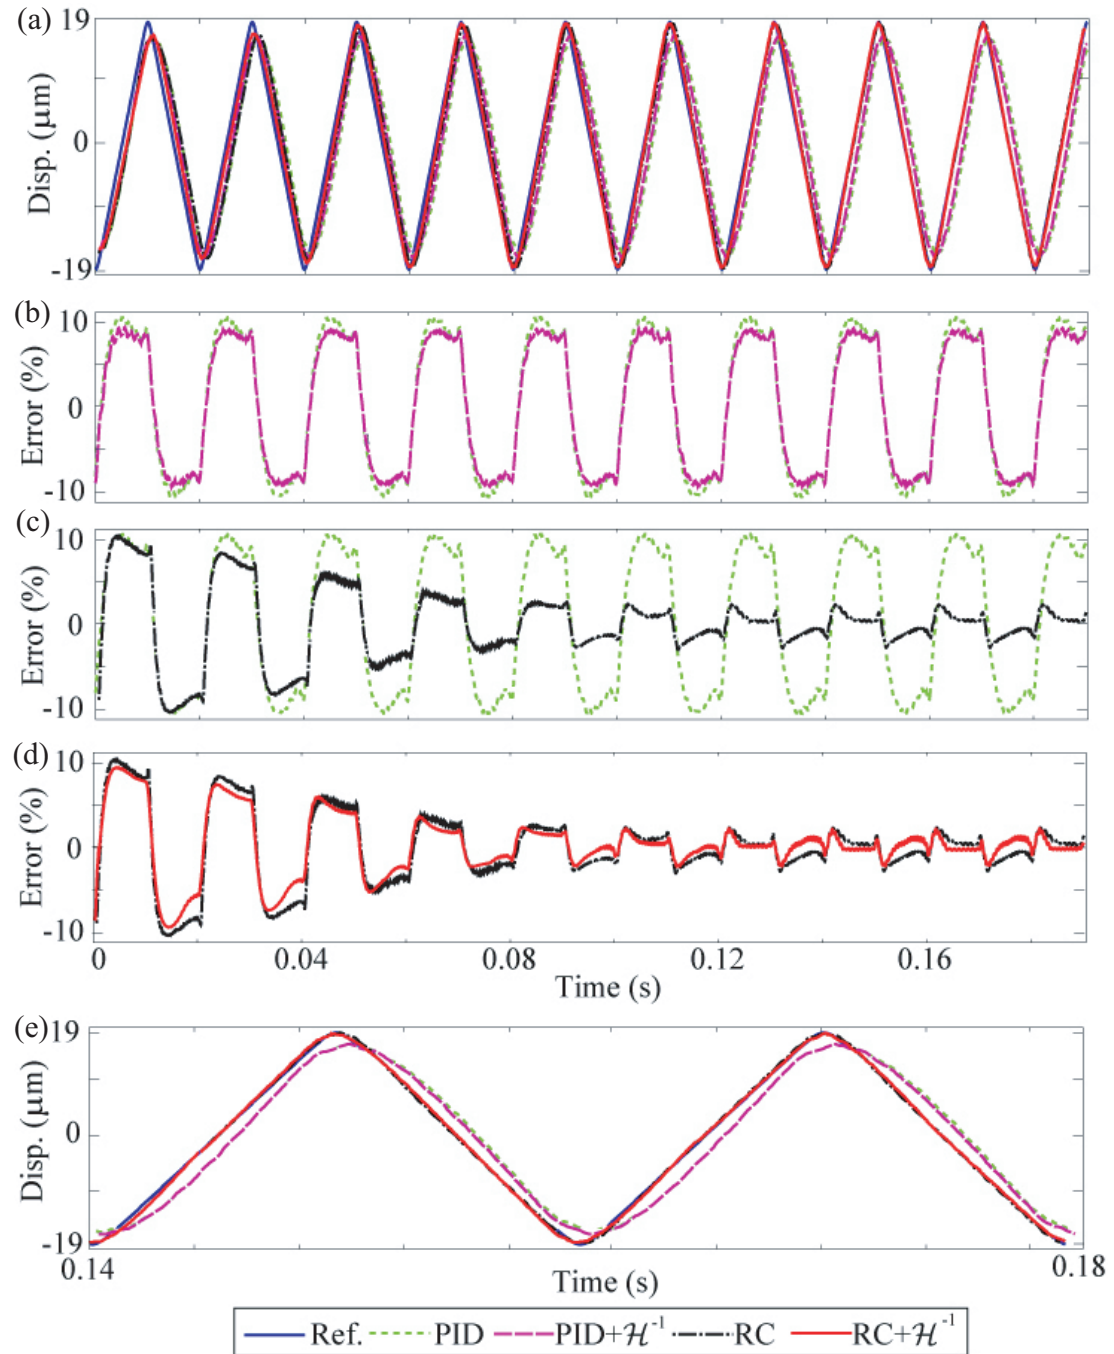 (a)
19
0
-19
Disp. (μm)
(b)
10
0
-10
Error (%)
(c)
10
0
-10
Error (%)
(d)
10
0
-10
Error (%)
0 0.04 0.08 0.12 0.16
Time (s)
(e)
19
0
-19
Disp. (μm)
0.14 0.18
Time (s)
Ref. PID PID+ℋ⁻¹ RC RC+ℋ⁻¹